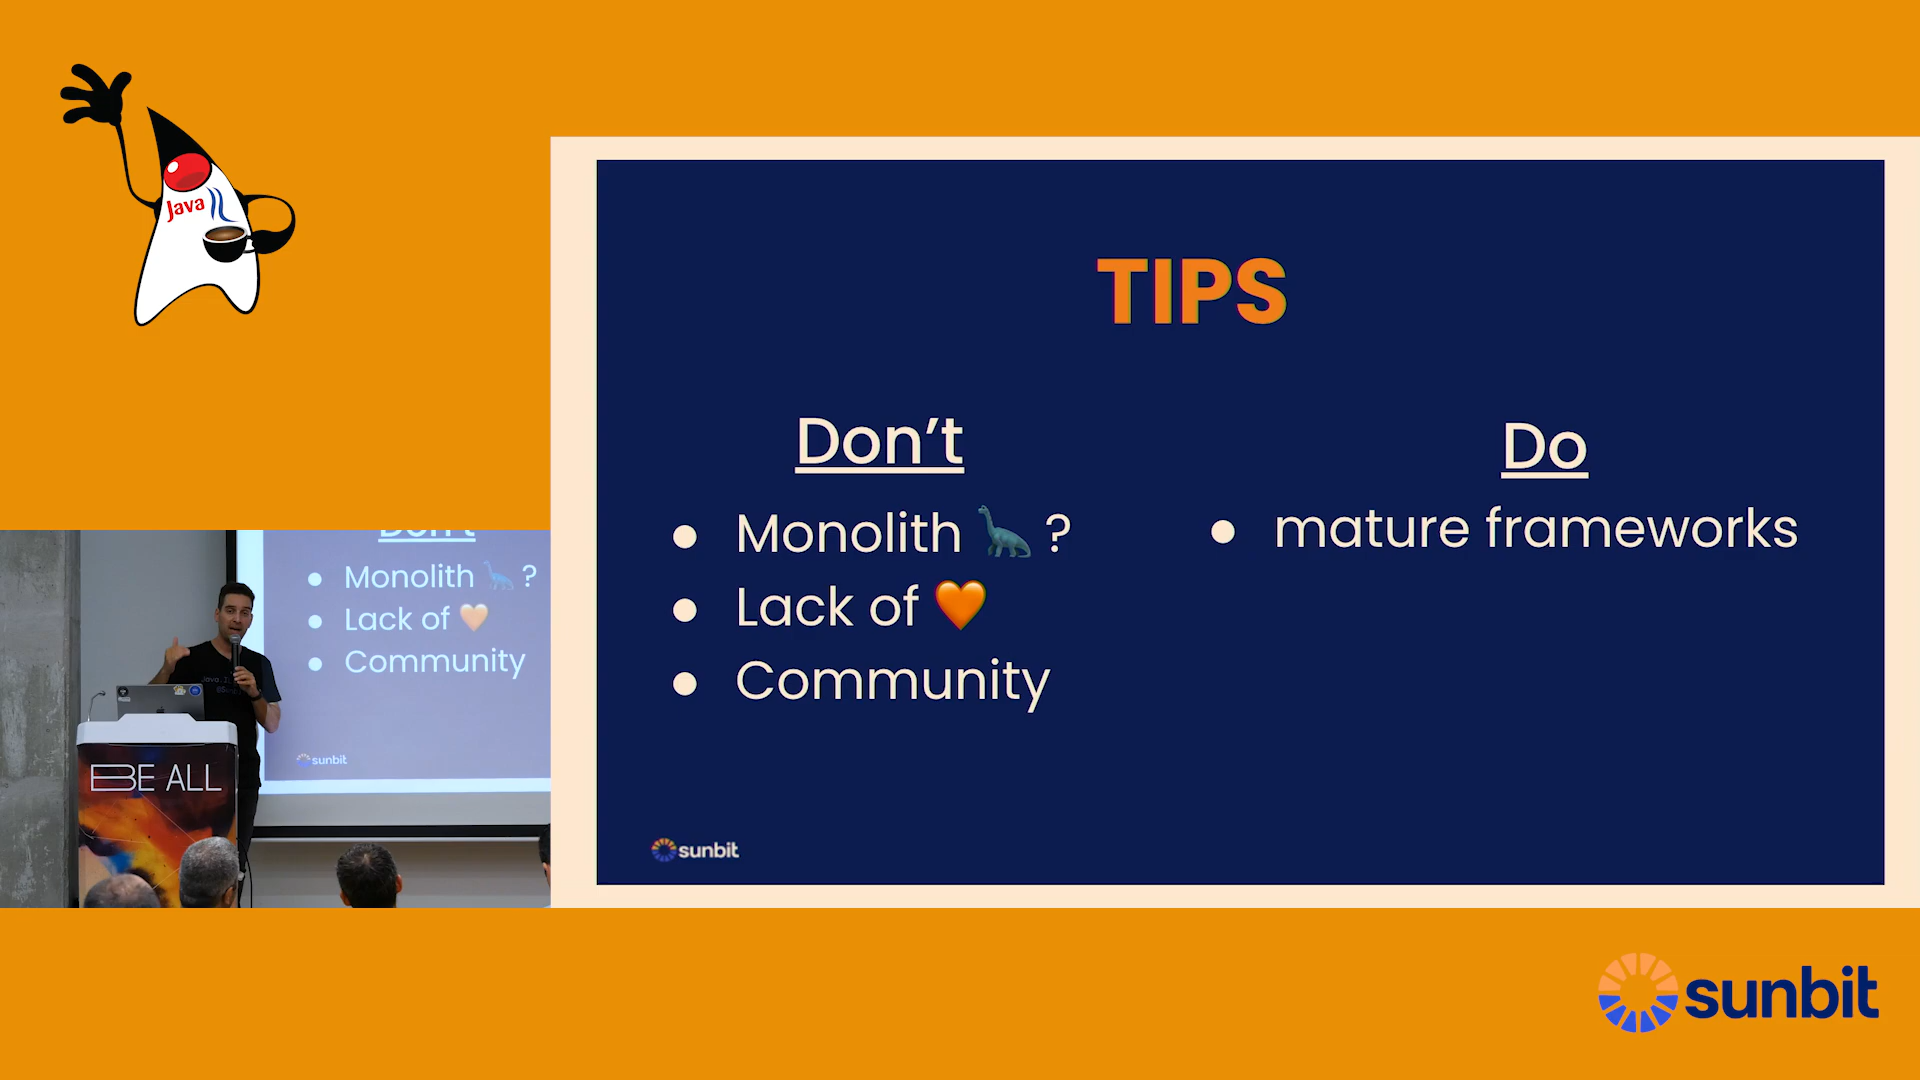 Java
TIPS
Don’t
Monolith 🦕 ?
Lack of 🧡
Community
Do
mature frameworks
sunbit
Don't
Monolith 🦕 ?
Lack of 🧡
Community
sunbit
BE ALL
sunbit